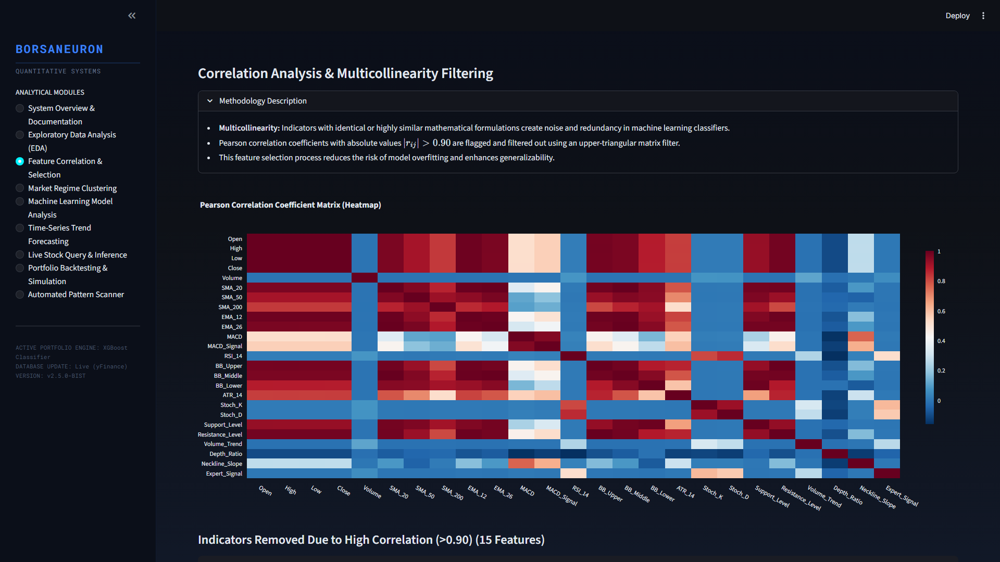 Deploy
BORSANEURON
QUANTITATIVE SYSTEMS
ANALYTICAL MODULES
System Overview &
Documentation
Exploratory Data Analysis
(EDA)
Feature Correlation &
Selection
Market Regime Clustering
Machine Learning Model
Analysis
Time-Series Trend
Forecasting
Live Stock Query & Inference
Portfolio Backtesting &
Simulation
Automated Pattern Scanner
ACTIVE PORTFOLIO ENGINE: XGBoost
Classifier
DATABASE UPDATE: Live (yFinance)
VERSION: v2.5.0-BIST
Correlation Analysis & Multicollinearity Filtering
Methodology Description
• Multicollinearity: Indicators with identical or highly similar mathematical formulations create noise and redundancy in machine learning classifiers.
• Pearson correlation coefficients with absolute values |r_ij| > 0.90 are flagged and filtered out using an upper-triangular matrix filter.
• This feature selection process reduces the risk of model overfitting and enhances generalizability.
Pearson Correlation Coefficient Matrix (Heatmap)
Open
High
Low
Close
Volume
SMA_20
SMA_50
SMA_200
EMA_12
EMA_26
MACD
MACD_Signal
RSI_14
BB_Upper
BB_Middle
BB_Lower
ATR_14
Stoch_K
Stoch_D
Support_Level
Resistance_Level
Volume_Trend
Depth_Ratio
Neckline_Slope
Expert_Signal
Open High Low Close Volume SMA_20 SMA_50 SMA_200 EMA_12 EMA_26 MACD MACD_Signal RSI_14 BB_Upper BB_Middle BB_Lower ATR_14 Stoch_K Stoch_D Support_Level Resistance_Level Volume_Trend Depth_Ratio Neckline_Slope Expert_Signal
1
0.8
0.6
0.4
0.2
0
Indicators Removed Due to High Correlation (>0.90) (15 Features)